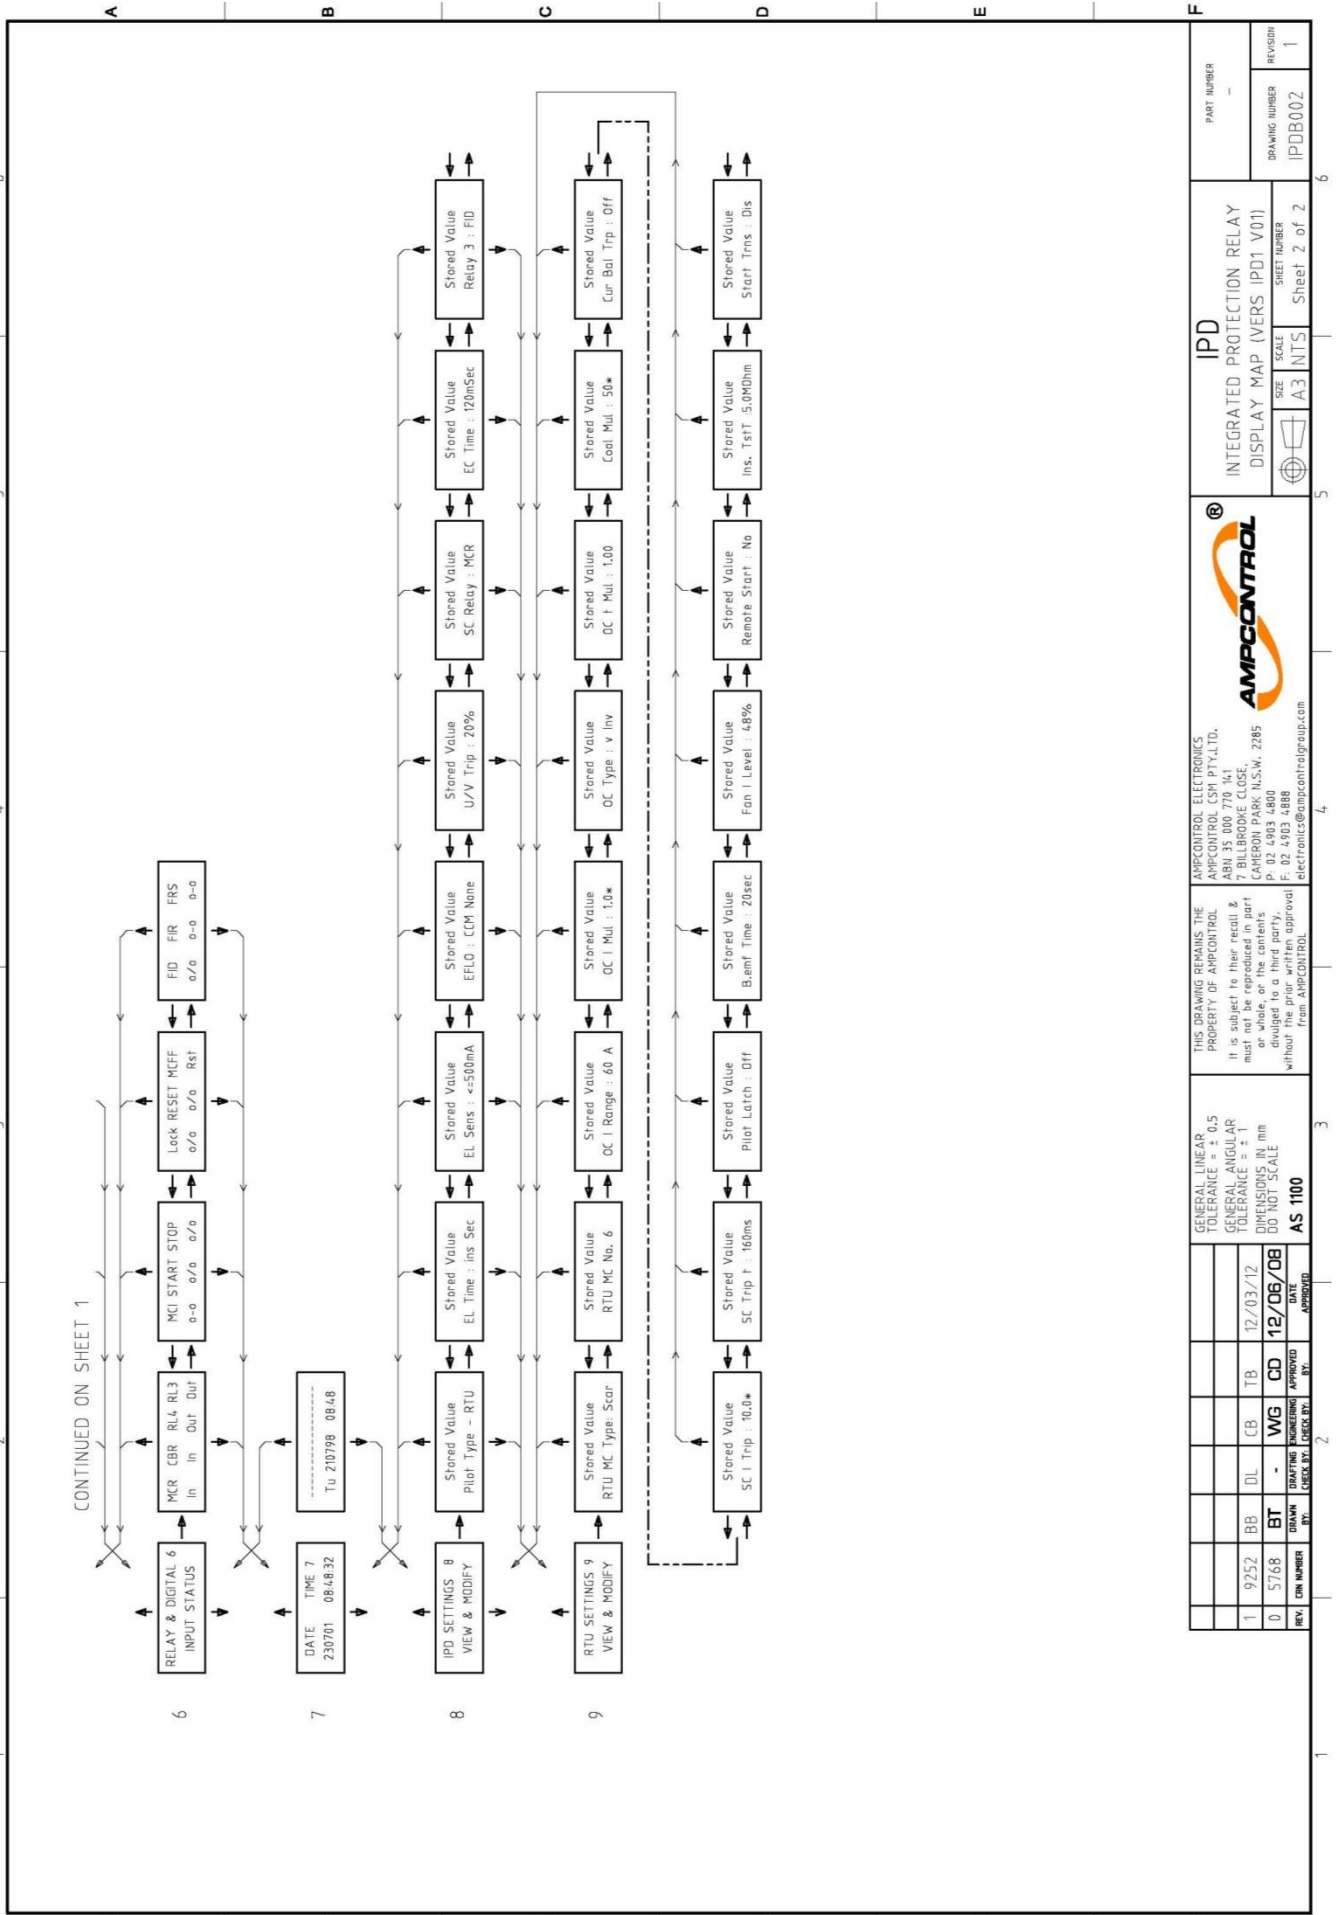 CONTINUED ON SHEET 1
6
RELAY & DIGITAL 6
INPUT STATUS
MCR CBR RL4 RL3
In In Out Out
MCI START STOP
o-o o/o o/o
Lock RESET MCFF
o/o o/o Rst
FID FIR FRS
o/o o-o o-o
7
DATE TIME 7
230701 08:48:32
----------------
Tu 210798 08:48
8
IPD SETTINGS 8
VIEW & MODIFY
Stored Value
Pilot Type - RTU
Stored Value
EL Time : ins Sec
Stored Value
EL Sens : <=500mA
Stored Value
EFLO : CCM None
Stored Value
U/V Trip : 20%
Stored Value
SC Relay : MCR
Stored Value
EC Time : 120mSec
Stored Value
Relay 3 : FID
9
RTU SETTINGS 9
VIEW & MODIFY
Stored Value
RTU MC Type: Scor
Stored Value
RTU MC No. 6
Stored Value
OC I Range : 60 A
Stored Value
OC I Mul : 1.0*
Stored Value
OC Type : v Inv
Stored Value
OC t Mul : 1.00
Stored Value
Cool Mul : 50*
Stored Value
Cur Bal Trp : Off
Stored Value
SC I Trip : 10.0*
Stored Value
SC Trip t : 160ms
Stored Value
Pilot Latch : Off
Stored Value
B.emf Time : 20sec
Stored Value
Fan I Level : 48%
Stored Value
Remote Start : No
Stored Value
Ins. TstT :5.0MOhm
Stored Value
Start Trns : Dis
A
B
C
D
E
F
1 9252 BB DL CB TB 12/03/12
0 5768 BT - WG CD 12/06/08
REV. CRN NUMBER DRAWN BY: DRAFTING CHECK BY: ENGINEERING CHECK BY: APPROVED BY: DATE APPROVED
GENERAL LINEAR
TOLERANCE = ± 0.5
GENERAL ANGULAR
TOLERANCE = ± 1
DIMENSIONS IN mm
DO NOT SCALE
AS 1100
THIS DRAWING REMAINS THE
PROPERTY OF AMPCONTROL
It is subject to their recall &
must not be reproduced in part
or whole, or the contents
divulged to a third party,
without the prior written approval
from AMPCONTROL
AMPCONTROL ELECTRONICS
AMPCONTROL CSM PTY.LTD.
ABN 35 000 770 141
7 BILLBROOKE CLOSE,
CAMERON PARK N.S.W. 2285
P: 02 4903 4800
F: 02 4903 4888
electronics@ampcontrolgroup.com
AMPCONTROL ®
IPD
INTEGRATED PROTECTION RELAY
DISPLAY MAP (VERS IPD1 V01)
SIZE
A3
SCALE
NTS
SHEET NUMBER
Sheet 2 of 2
PART NUMBER
-
DRAWING NUMBER
IPDB002
REVISION
1
1
2
3
4
5
6